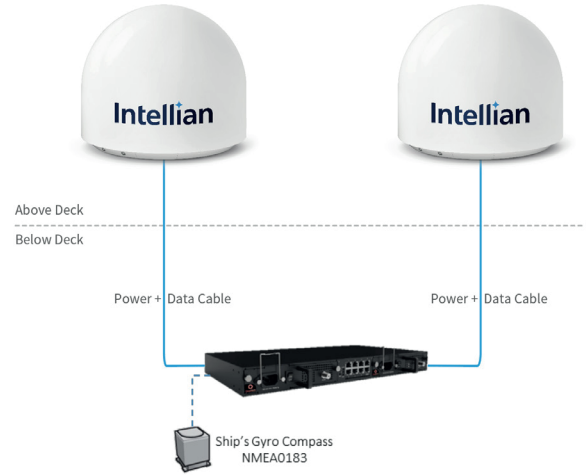 Intellian
Intellian
Above Deck
Below Deck
Power + Data Cable
Power + Data Cable
Ship's Gyro Compass
NMEA0183